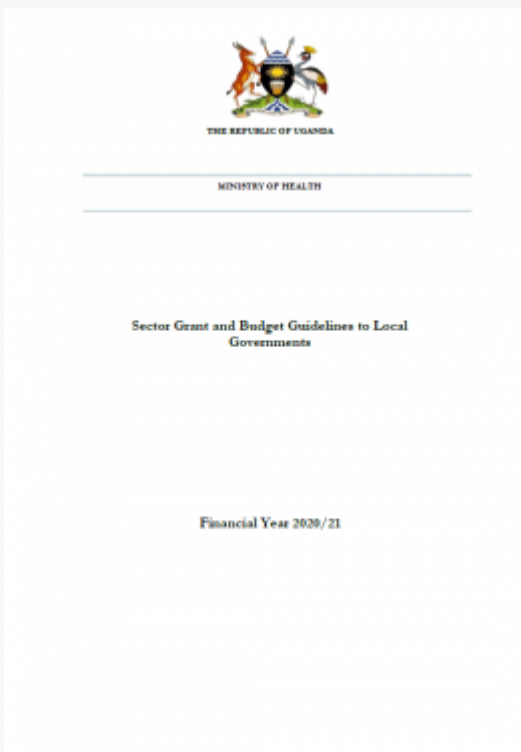 THE REPUBLIC OF UGANDA
MINISTRY OF HEALTH
Sector Grant and Budget Guidelines to Local
Governments
Financial Year 2020/21